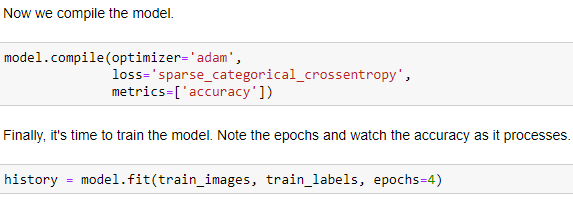 Now we compile the model.
model.compile(optimizer='adam',
              loss='sparse_categorical_crossentropy',
              metrics=['accuracy'])
Finally, it's time to train the model. Note the epochs and watch the accuracy as it processes.
history = model.fit(train_images, train_labels, epochs=4)